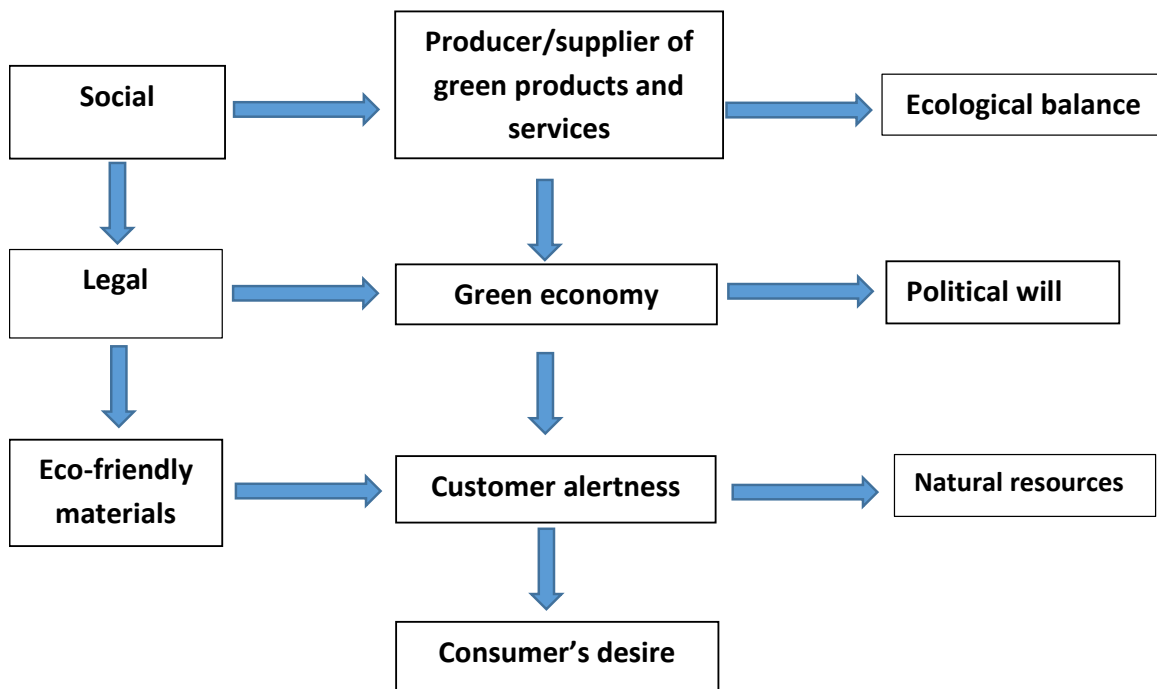 Social
Producer/supplier of
green products and
services
Ecological balance
Legal
Green economy
Political will
Eco-friendly
materials
Customer alertness
Natural resources
Consumer’s desire